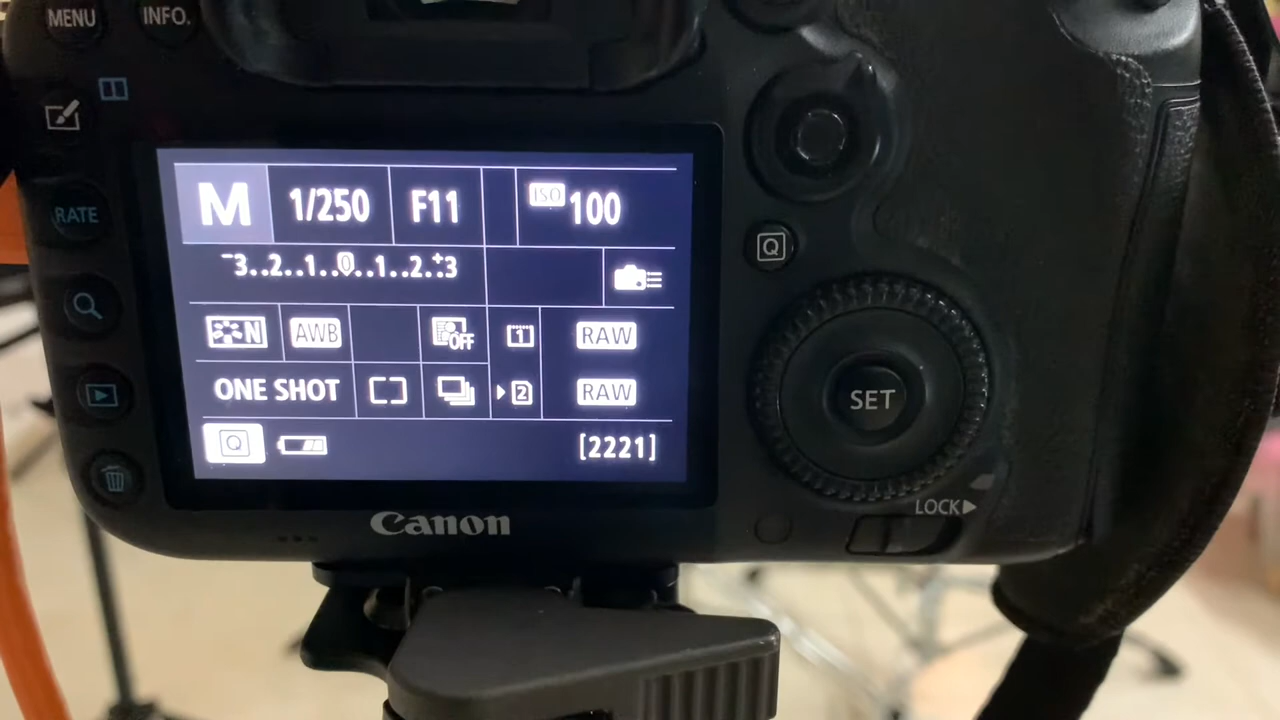 MENU INFO.
M 1/250 F11 ISO 100
-3..2..1..0..1..2..+3
RATE
Q
N AWB OFF 1 RAW
ONE SHOT 2 RAW
SET
Q [2221]
LOCK
Canon